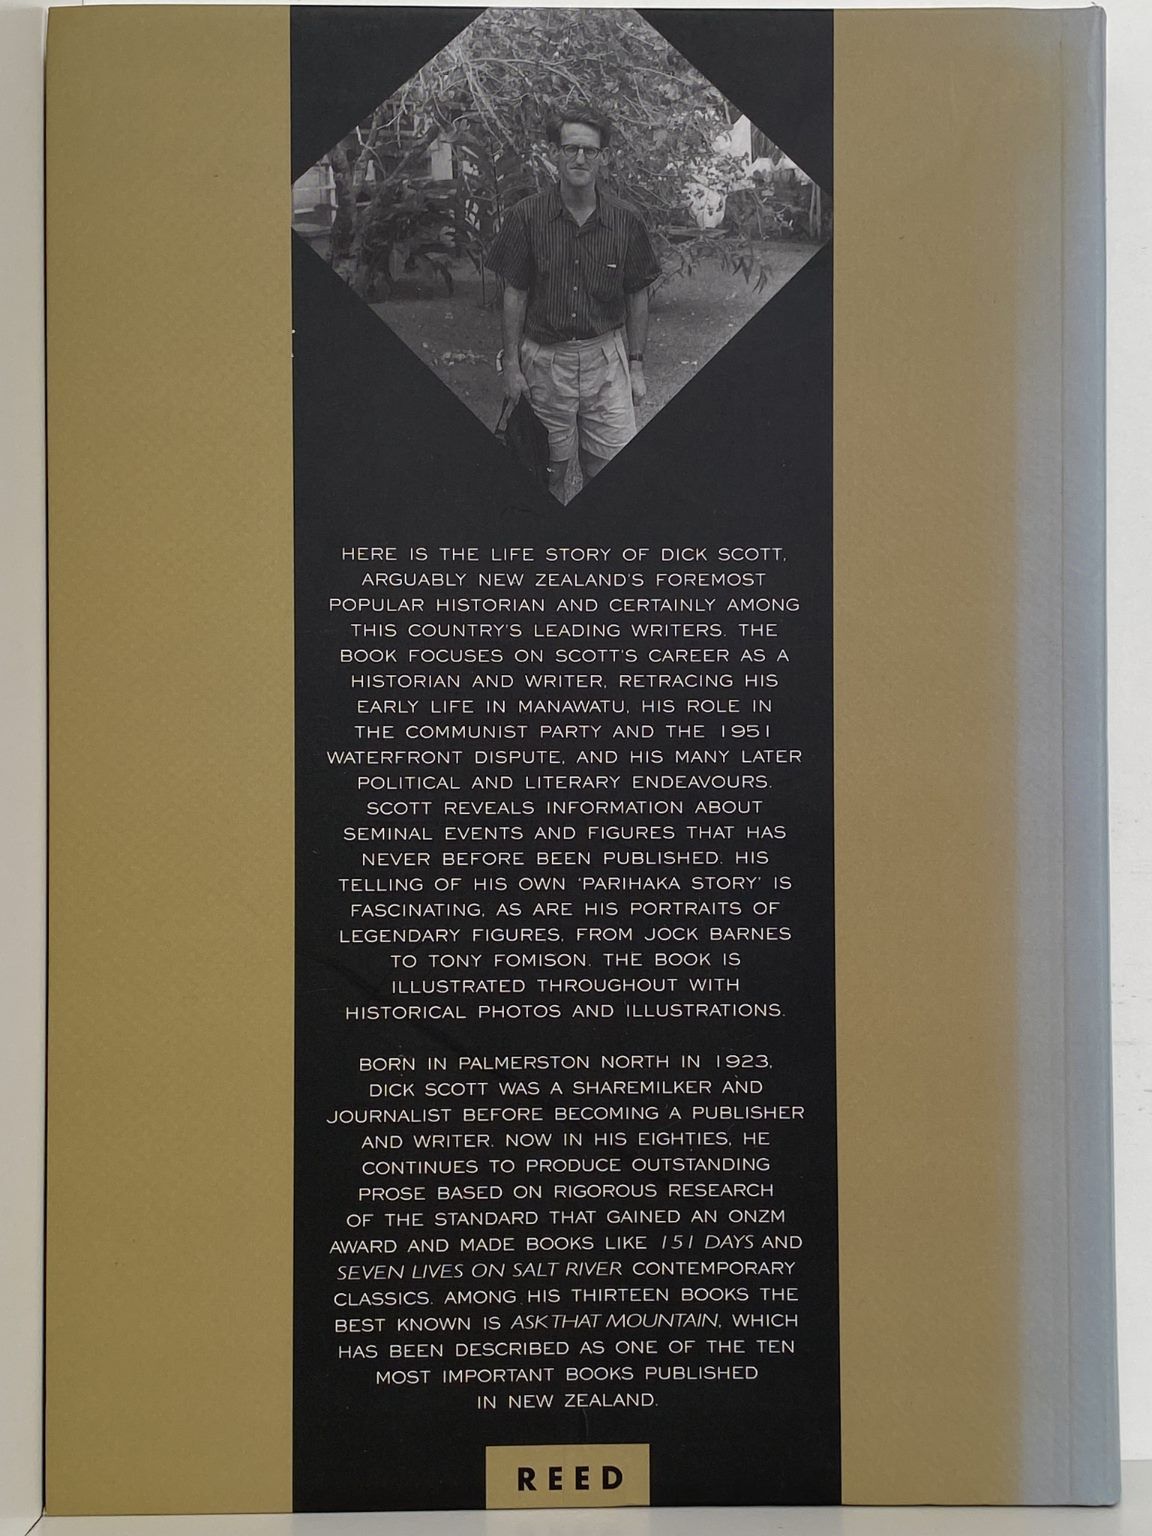 HERE IS THE LIFE STORY OF DICK SCOTT,
ARGUABLY NEW ZEALAND'S FOREMOST
POPULAR HISTORIAN AND CERTAINLY AMONG
THIS COUNTRY'S LEADING WRITERS. THE
BOOK FOCUSES ON SCOTT'S CAREER AS A
HISTORIAN AND WRITER, RETRACING HIS
EARLY LIFE IN MANAWATU, HIS ROLE IN
THE COMMUNIST PARTY AND THE 1951
WATERFRONT DISPUTE, AND HIS MANY LATER
POLITICAL AND LITERARY ENDEAVOURS.
SCOTT REVEALS INFORMATION ABOUT
SEMINAL EVENTS AND FIGURES THAT HAS
NEVER BEFORE BEEN PUBLISHED. HIS
TELLING OF HIS OWN 'PARIHAKA STORY' IS
FASCINATING, AS ARE HIS PORTRAITS OF
LEGENDARY FIGURES, FROM JOCK BARNES
TO TONY FOMISON. THE BOOK IS
ILLUSTRATED THROUGHOUT WITH
HISTORICAL PHOTOS AND ILLUSTRATIONS.
BORN IN PALMERSTON NORTH IN 1923,
DICK SCOTT WAS A SHAREMILKER AND
JOURNALIST BEFORE BECOMING A PUBLISHER
AND WRITER. NOW IN HIS EIGHTIES, HE
CONTINUES TO PRODUCE OUTSTANDING
PROSE BASED ON RIGOROUS RESEARCH
OF THE STANDARD THAT GAINED AN ONZM
AWARD AND MADE BOOKS LIKE 151 DAYS AND
SEVEN LIVES ON SALT RIVER CONTEMPORARY
CLASSICS. AMONG HIS THIRTEEN BOOKS THE
BEST KNOWN IS ASK THAT MOUNTAIN, WHICH
HAS BEEN DESCRIBED AS ONE OF THE TEN
MOST IMPORTANT BOOKS PUBLISHED
IN NEW ZEALAND.
REED